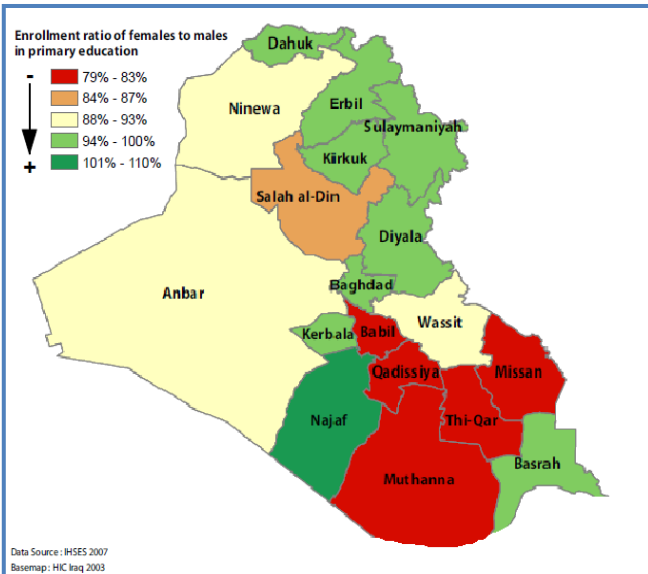 Enrollment ratio of females to males
in primary education
-
79% - 83%
84% - 87%
88% - 93%
94% - 100%
101% - 110%
+
Dahuk
Ninewa
Erbil
Sulaymaniyah
Kirkuk
Salah al-Din
Diyala
Anbar
Baghdad
Wassit
Kerbala
Babil
Qadissiya
Missan
Najaf
Thi-Qar
Basrah
Muthanna
Data Source : IHSES 2007
Basemap : HIC Iraq 2003